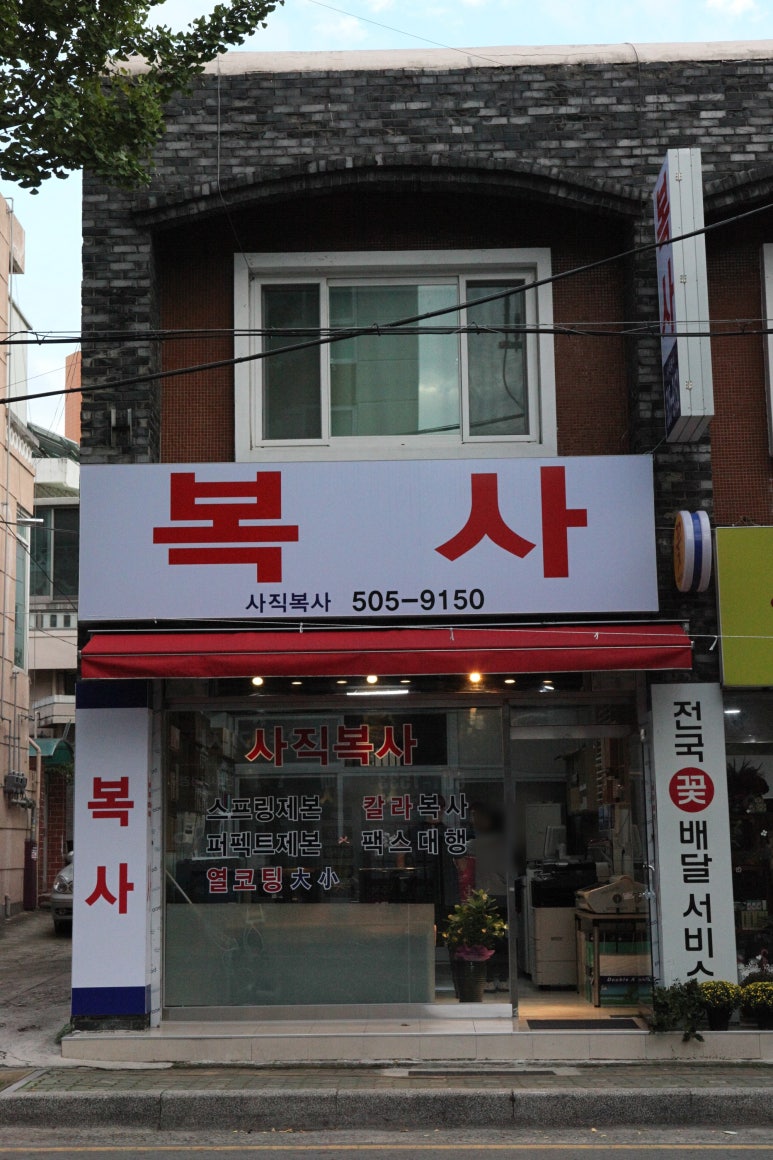 복사
복사
사직복사 505-9150
사직복사
스프링제본 칼라복사
퍼펙트제본 팩스대행
열코팅大小
복사
전국 꽃 배달 서비스